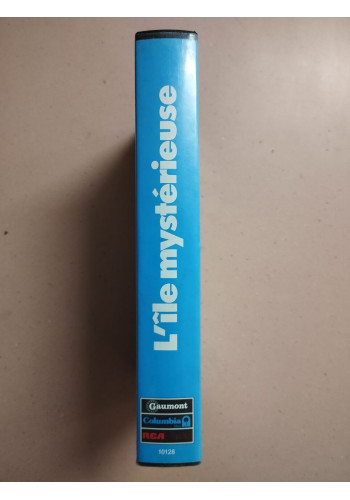 L'île mystérieuse
Gaumont
Columbia
RCA
10128